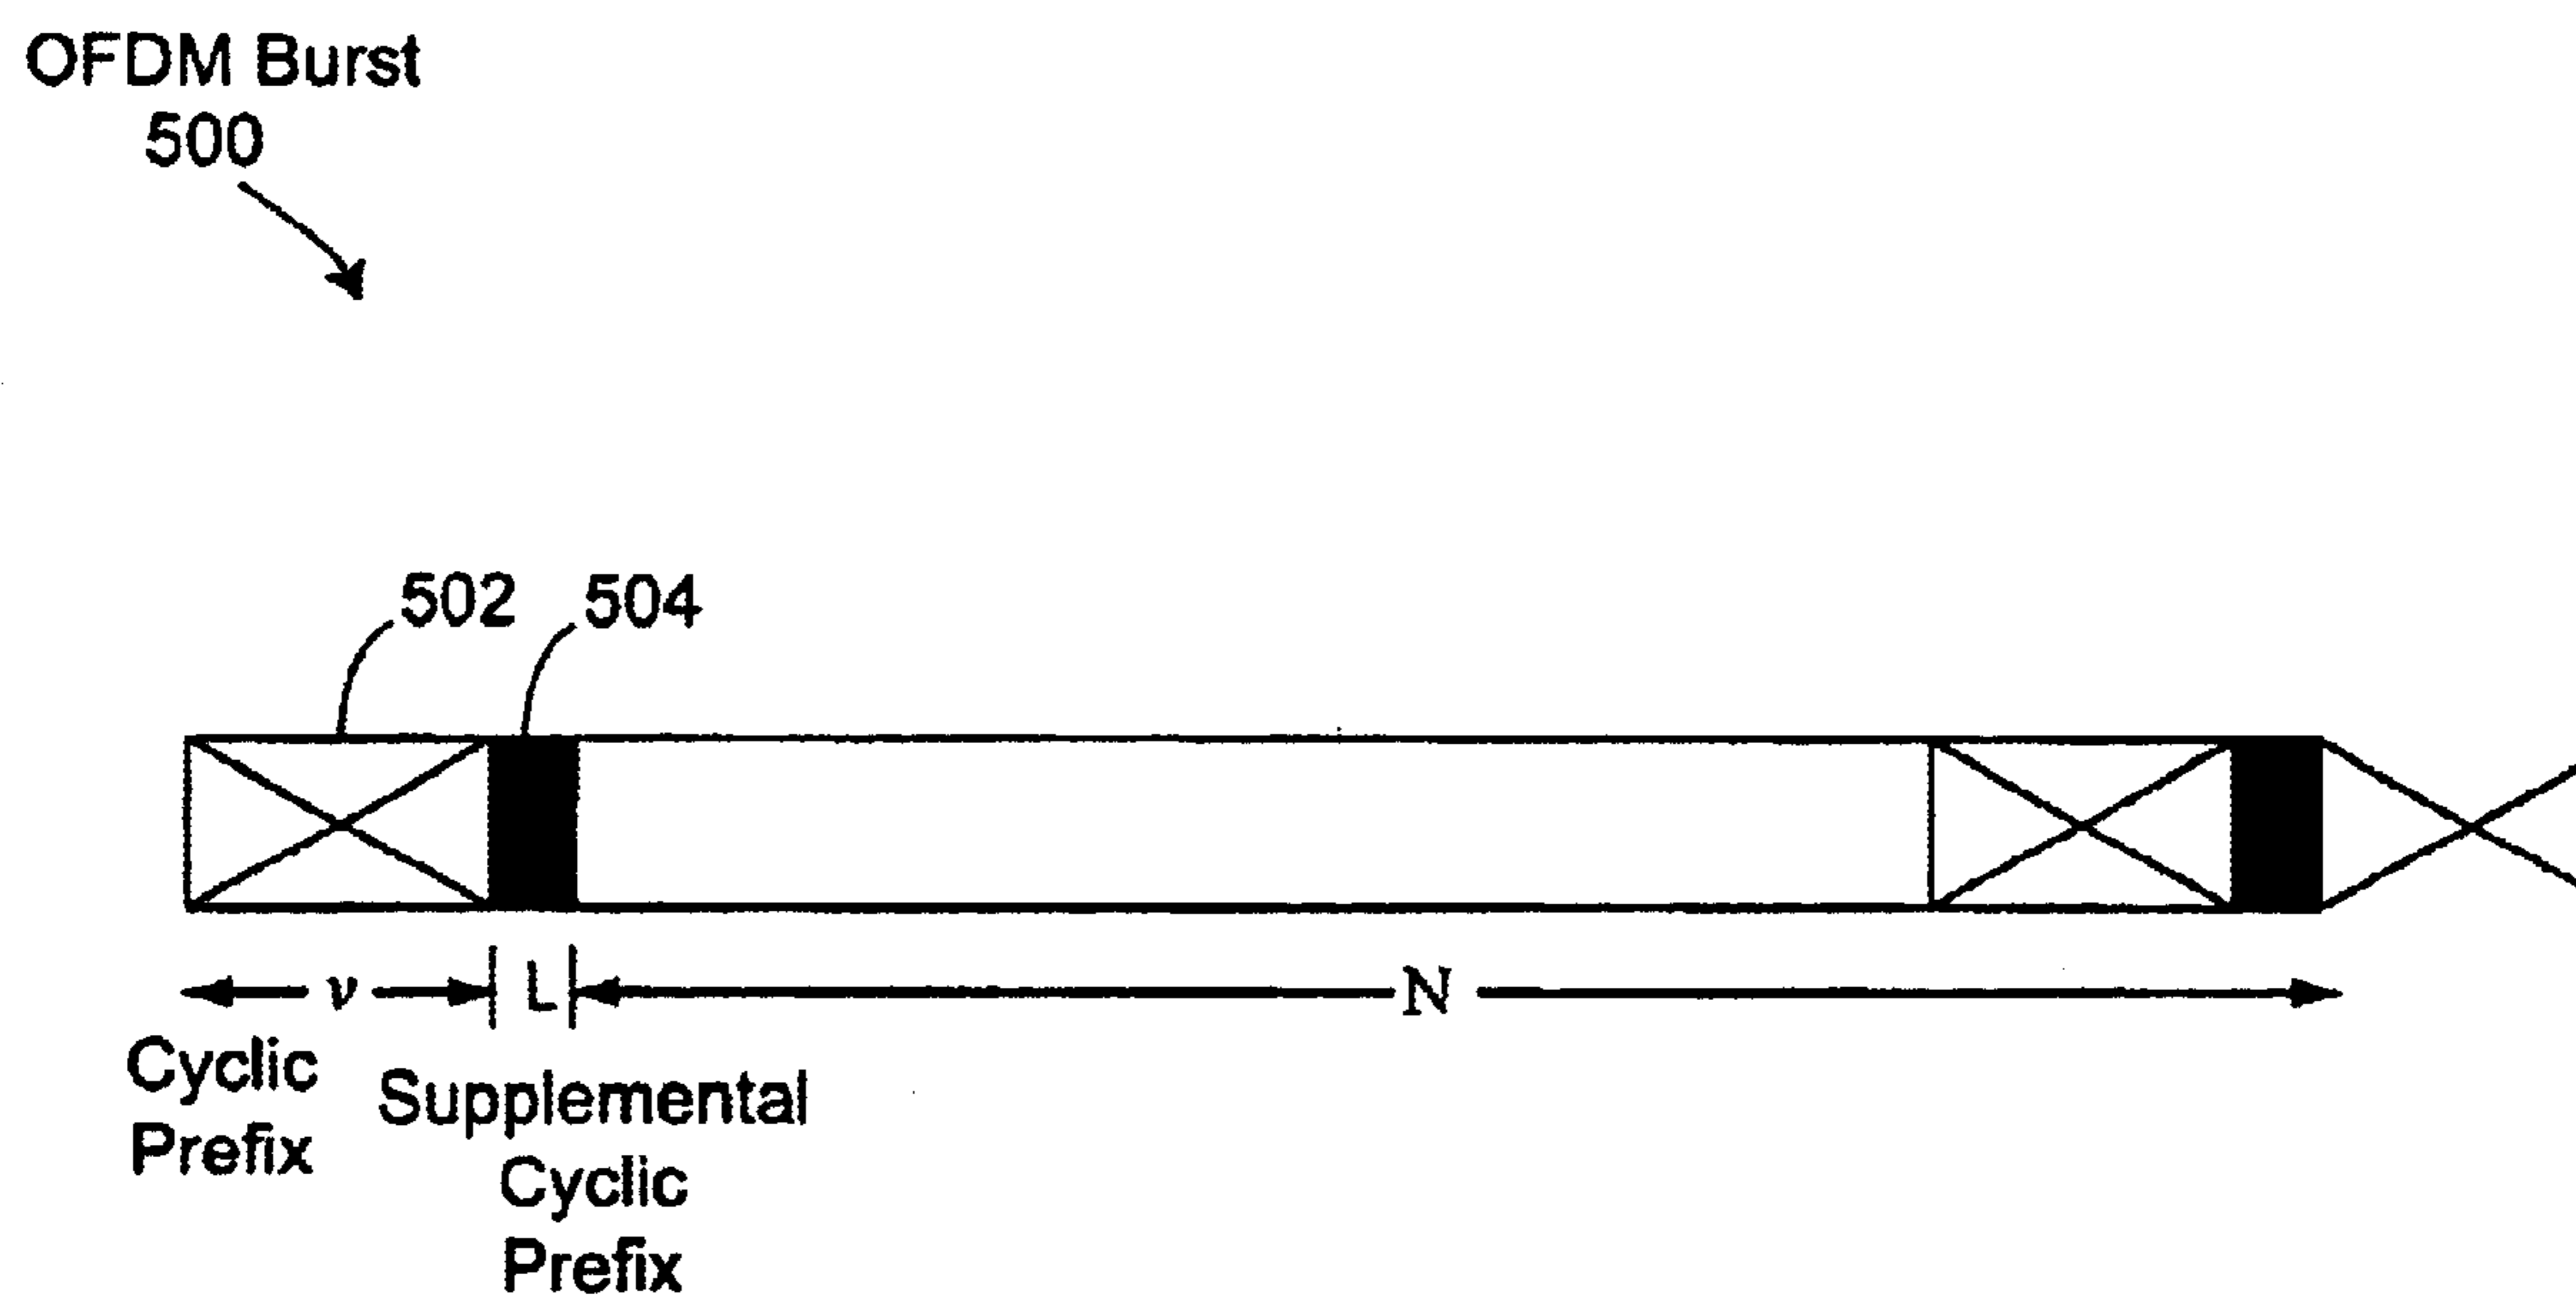 OFDM Burst
500
502
504
ν
L
N
Cyclic
Prefix
Supplemental
Cyclic
Prefix